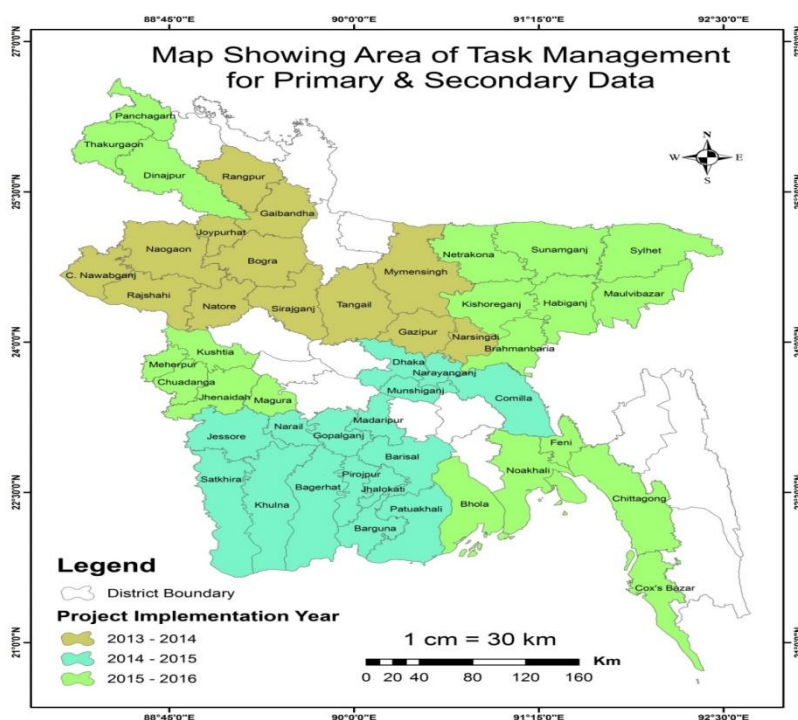 88°45'0"E 90°0'0"E 91°15'0"E 92°30'0"E
27°0'0"N
Map Showing Area of Task Management
for Primary & Secondary Data
N
W E
S
Panchagarh
Thakurgaon
Dinajpur
Rangpur
25°30'0"N
Gaibandha
Joypurhat
Naogaon
Bogra
C. Nawabganj
Rajshahi
Natore
Sirajganj
Tangail
Mymensingh
Netrakona
Sunamganj
Sylhet
Kishoreganj
Habiganj
Maulvibazar
Gazipur
Narsingdi
Brahmanbaria
24°0'0"N
Kushtia
Meherpur
Chuadanga
Jhenaidah
Magura
Dhaka
Narayanganj
Munshiganj
Comilla
Jessore
Narail
Gopalganj
Madaripur
Barisal
Satkhira
Khulna
Bagerhat
Pirojpur
Jhalokati
Patuakhali
Barguna
Bhola
Noakhali
Feni
Chittagong
Cox's Bazar
22°30'0"N
Legend
District Boundary
Project Implementation Year
2013 - 2014
2014 - 2015
2015 - 2016
1 cm = 30 km
Km
0 20 40 80 120 160
21°0'0"N
88°45'0"E 90°0'0"E 91°15'0"E 92°30'0"E